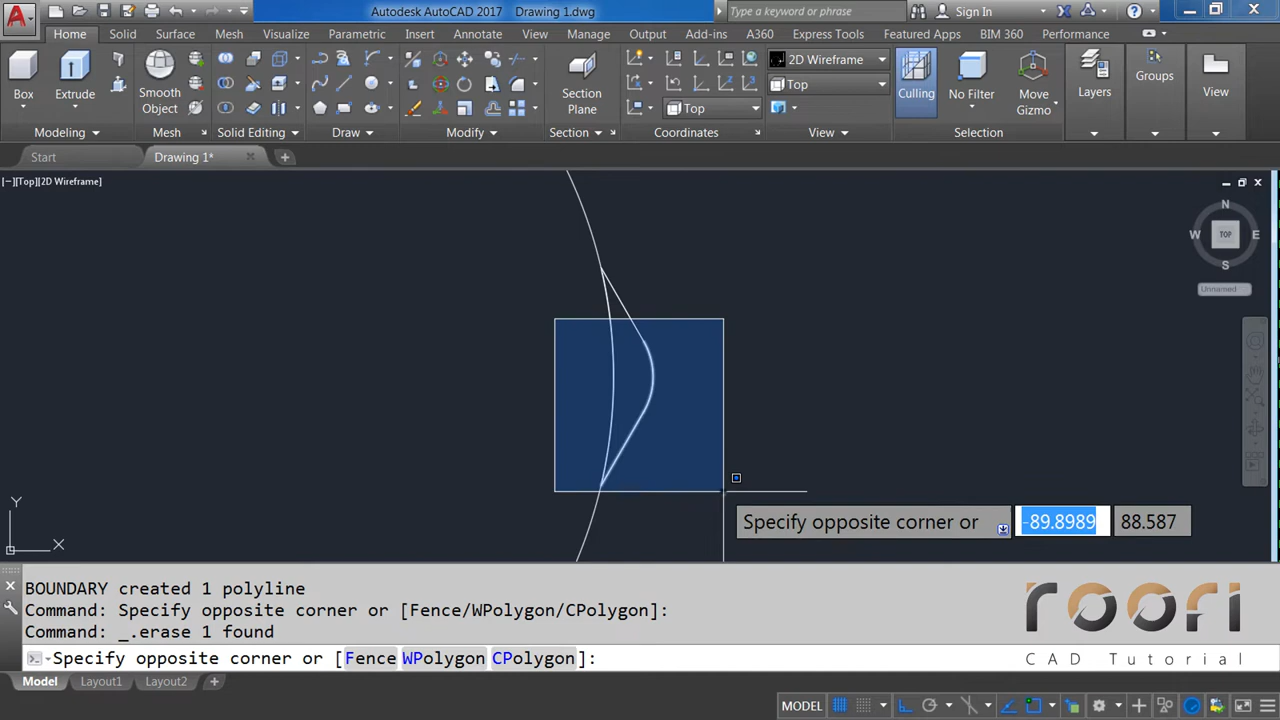 Autodesk AutoCAD 2017 Drawing 1.dwg
Type a keyword or phrase
Sign In
Home Solid Surface Mesh Visualize Parametric Insert Annotate View Manage Output Add-ins A360 Express Tools Featured Apps BIM 360 Performance
Box
Extrude
Smooth
Object
Section
Plane
Top
2D Wireframe
Top
Culling
No Filter
Move
Gizmo
Layers
Groups
View
Modeling
Mesh
Solid Editing
Draw
Modify
Section
Coordinates
View
Selection
Start
Drawing 1*
[−][Top][2D Wireframe]
N
W TOP E
S
Unnamed
Y
X
Specify opposite corner or -89.8989 88.587
BOUNDARY created 1 polyline
Command: Specify opposite corner or [Fence/WPolygon/CPolygon]:
Command: _.erase 1 found
Specify opposite corner or [Fence WPolygon CPolygon]:
roofi
CAD Tutorial
Model Layout1 Layout2
MODEL